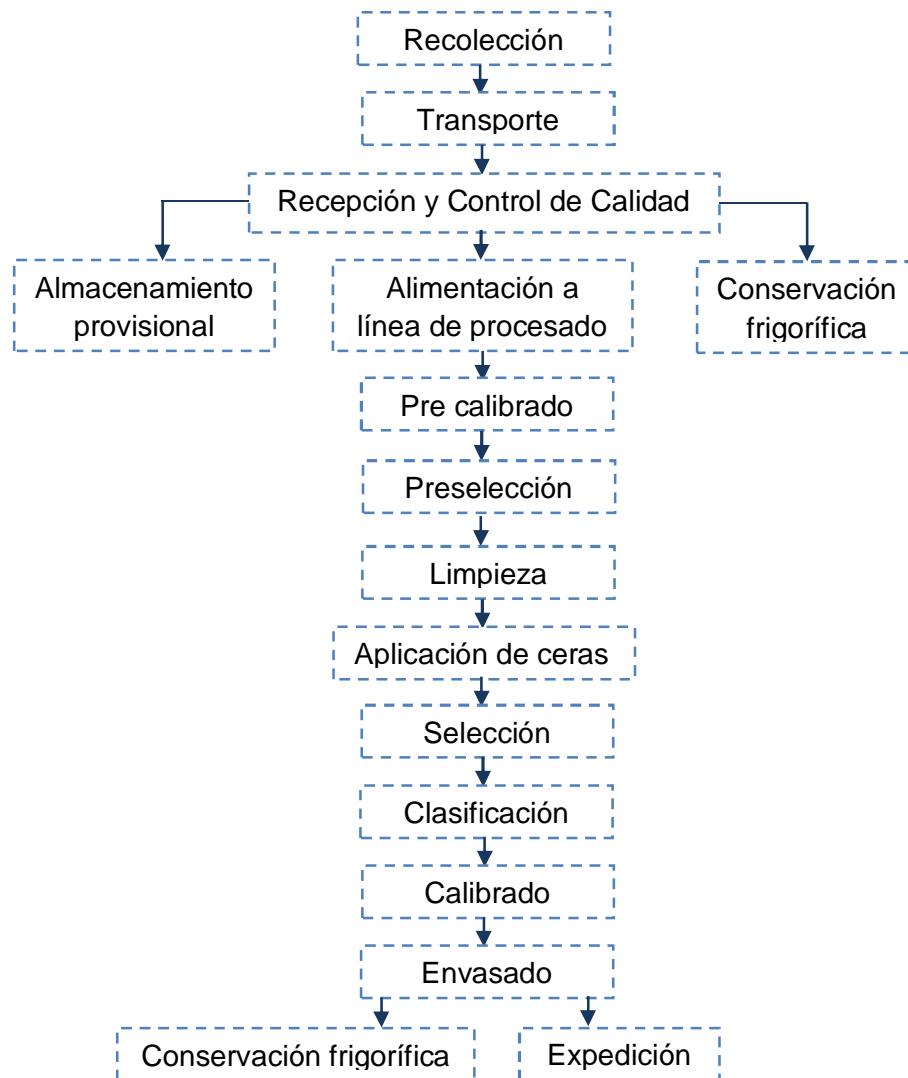 Recolección
Transporte
Recepción y Control de Calidad
Almacenamiento
provisional
Alimentación a
línea de procesado
Conservación
frigorífica
Pre calibrado
Preselección
Limpieza
Aplicación de ceras
Selección
Clasificación
Calibrado
Envasado
Conservación frigorífica
Expedición